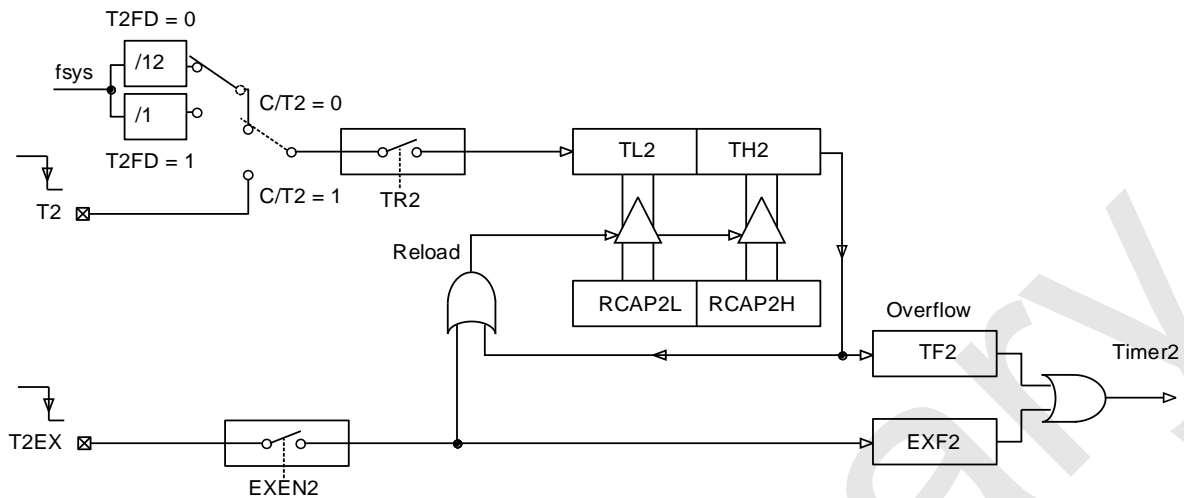 T2FD = 0
/12
fsys
C/T2 = 0
/1
T2FD = 1
TL2
TH2
C/T2 = 1
TR2
T2
Reload
RCAP2L
RCAP2H
Overflow
TF2
Timer2
T2EX
EXF2
EXEN2
ary